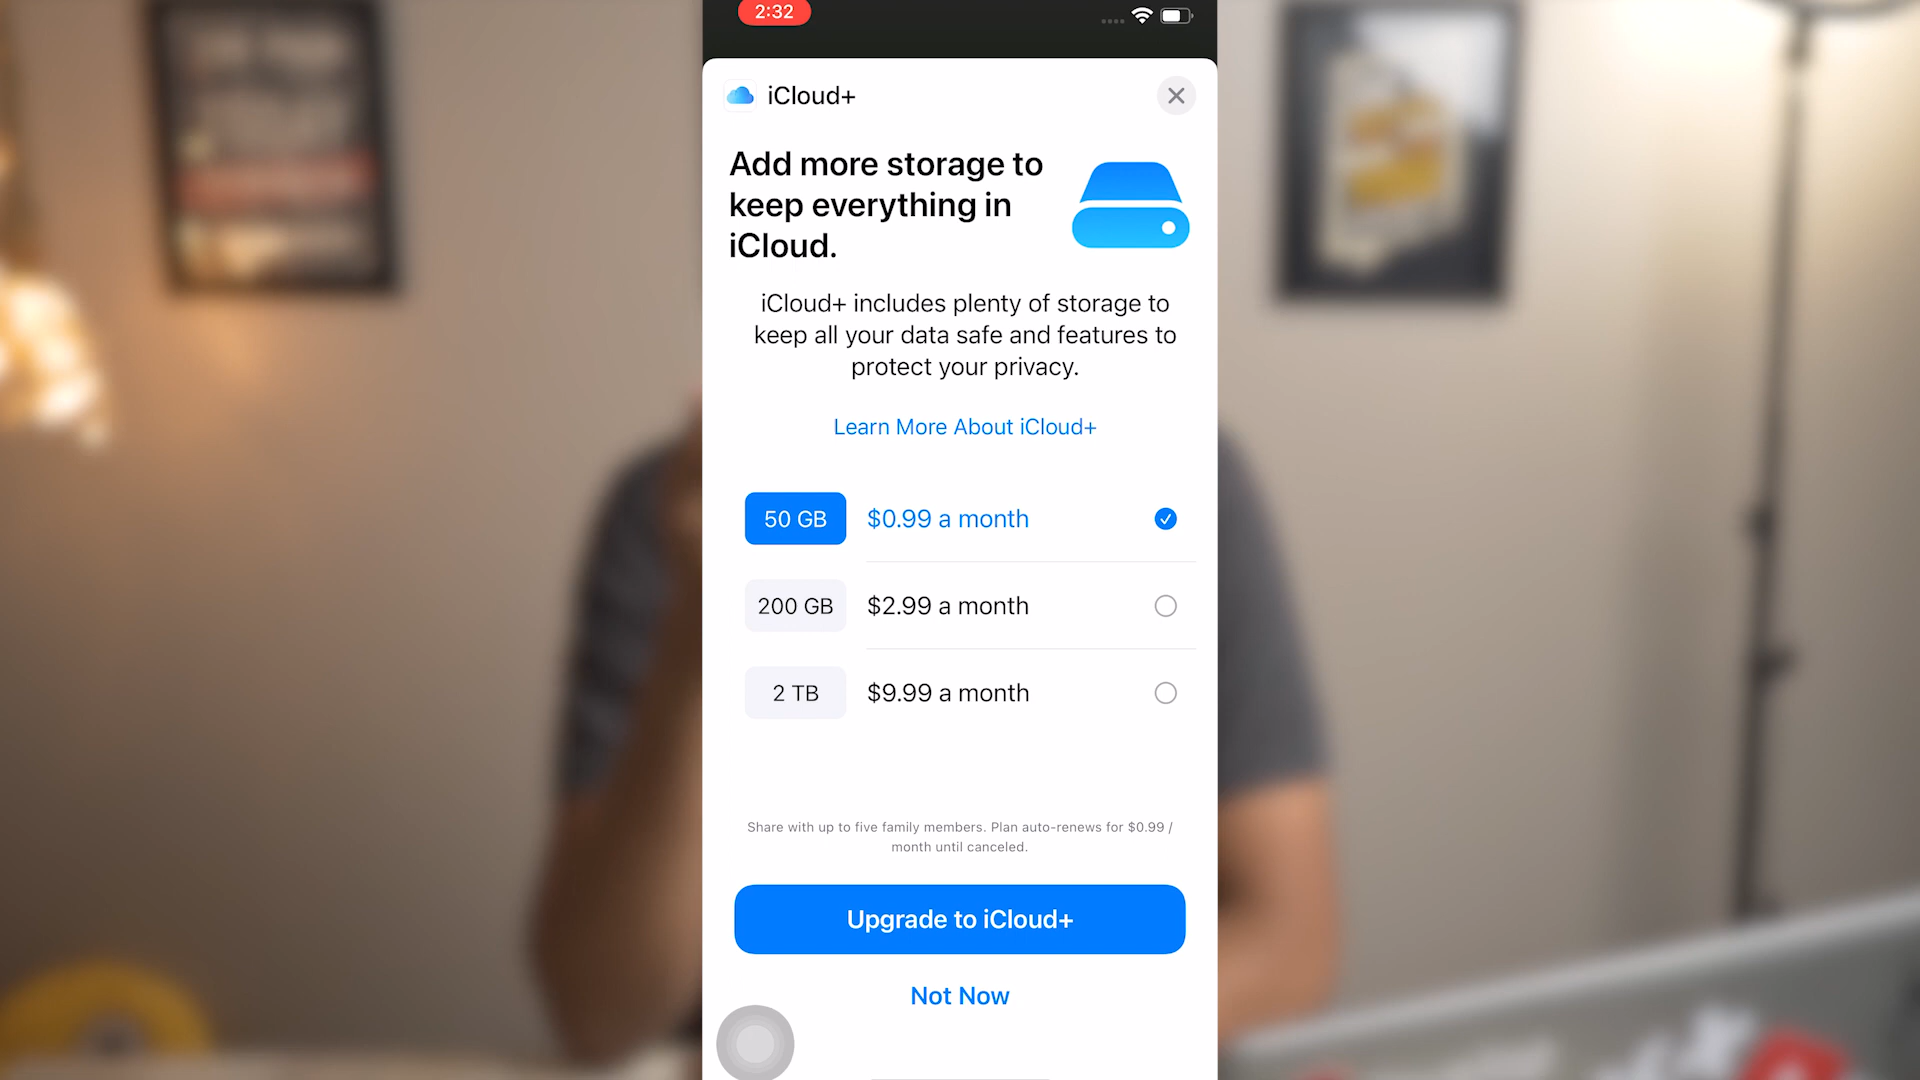 2:32
iCloud+
Add more storage to
keep everything in
iCloud.
iCloud+ includes plenty of storage to
keep all your data safe and features to
protect your privacy.
Learn More About iCloud+
50 GB $0.99 a month
200 GB $2.99 a month
2 TB $9.99 a month
Share with up to five family members. Plan auto-renews for $0.99 /
month until canceled.
Upgrade to iCloud+
Not Now